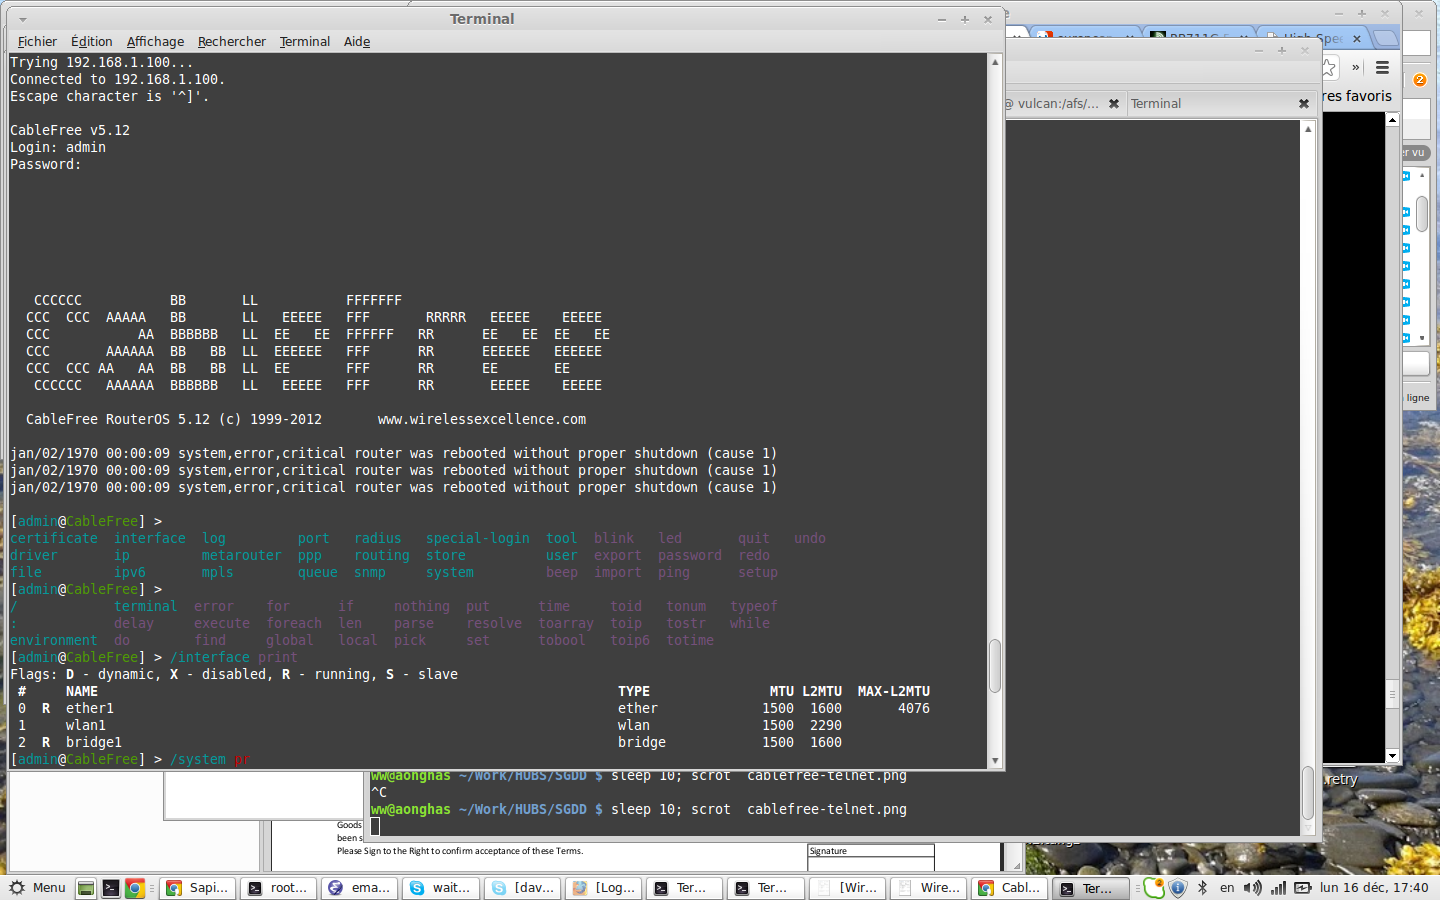 Terminal
Fichier Édition Affichage Rechercher Terminal Aide
Trying 192.168.1.100...
Connected to 192.168.1.100.
Escape character is '^]'.
CableFree v5.12
Login: admin
Password:
  CCCCCC           BB       LL           FFFFFFF
 CCC  CCC  AAAAA   BB       LL   EEEEE   FFF       RRRRR   EEEEE    EEEEE
 CCC           AA  BBBBBB   LL  EE   EE  FFFFFF   RR      EE   EE  EE   EE
 CCC       AAAAAA  BB   BB  LL  EEEEEE   FFF      RR      EEEEEE   EEEEEE
 CCC  CCC AA   AA  BB   BB  LL  EE       FFF      RR      EE       EE
  CCCCCC   AAAAAA  BBBBBB   LL   EEEEE   FFF      RR       EEEEE    EEEEE
CableFree RouterOS 5.12 (c) 1999-2012       www.wirelessexcellence.com
jan/02/1970 00:00:09 system,error,critical router was rebooted without proper shutdown (cause 1)
jan/02/1970 00:00:09 system,error,critical router was rebooted without proper shutdown (cause 1)
jan/02/1970 00:00:09 system,error,critical router was rebooted without proper shutdown (cause 1)
[admin@CableFree] >
certificate interface log port radius special-login tool blink led quit undo
driver ip metarouter ppp routing store user export password redo
file ipv6 mpls queue snmp system beep import ping setup
[admin@CableFree] >
/ terminal error for if nothing put time toid tonum typeof
: delay execute foreach len parse resolve toarray toip tostr while
environment do find global local pick set tobool toip6 totime
[admin@CableFree] > /interface print
Flags: D - dynamic, X - disabled, R - running, S - slave
# NAME TYPE MTU L2MTU MAX-L2MTU
0 R ether1 ether 1500 1600 4076
1 wlan1 wlan 1500 2290
2 R bridge1 bridge 1500 1600
[admin@CableFree] > /system pr
RB711G
High Spe
2
res favoris
@ vulcan:/afs/...
Terminal
er vu
ligne
.retry
ww@aonghas ~/Work/HUBS/SGDD $ sleep 10; scrot  cablefree-telnet.png
^C
ww@aonghas ~/Work/HUBS/SGDD $ sleep 10; scrot  cablefree-telnet.png
Goods
been s
Please Sign to the Right to confirm acceptance of these Terms.
Signature
Menu Sapi... root... ema... wait... [dav... [Log... Ter... Ter... [Wir... Wire... Cabl... Ter... en lun 16 déc, 17:40